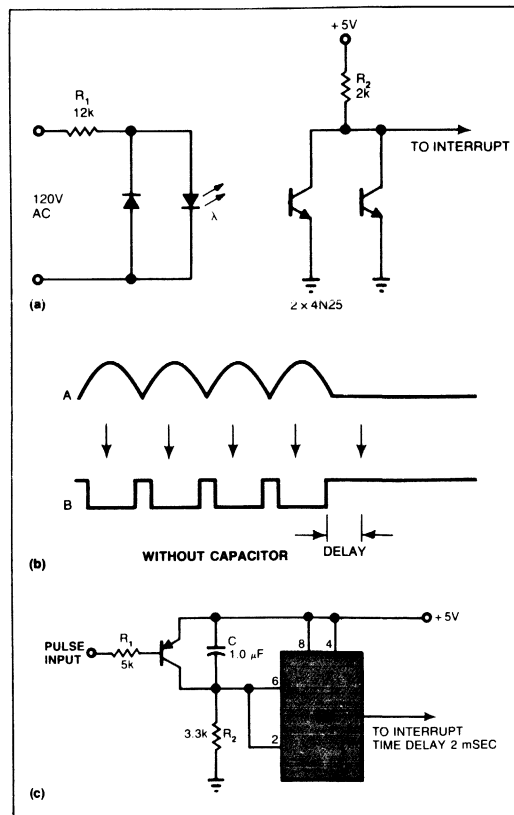 +5V
R2
2k
R1
12k
TO INTERRUPT
120V
AC
λ
(a)
2 x 4N25
A
B
WITHOUT CAPACITOR
DELAY
(b)
+5V
PULSE
INPUT
R1
5k
C
1.0 μF
8
4
6
3.3k
R2
2
TO INTERRUPT
TIME DELAY 2 mSEC
(c)